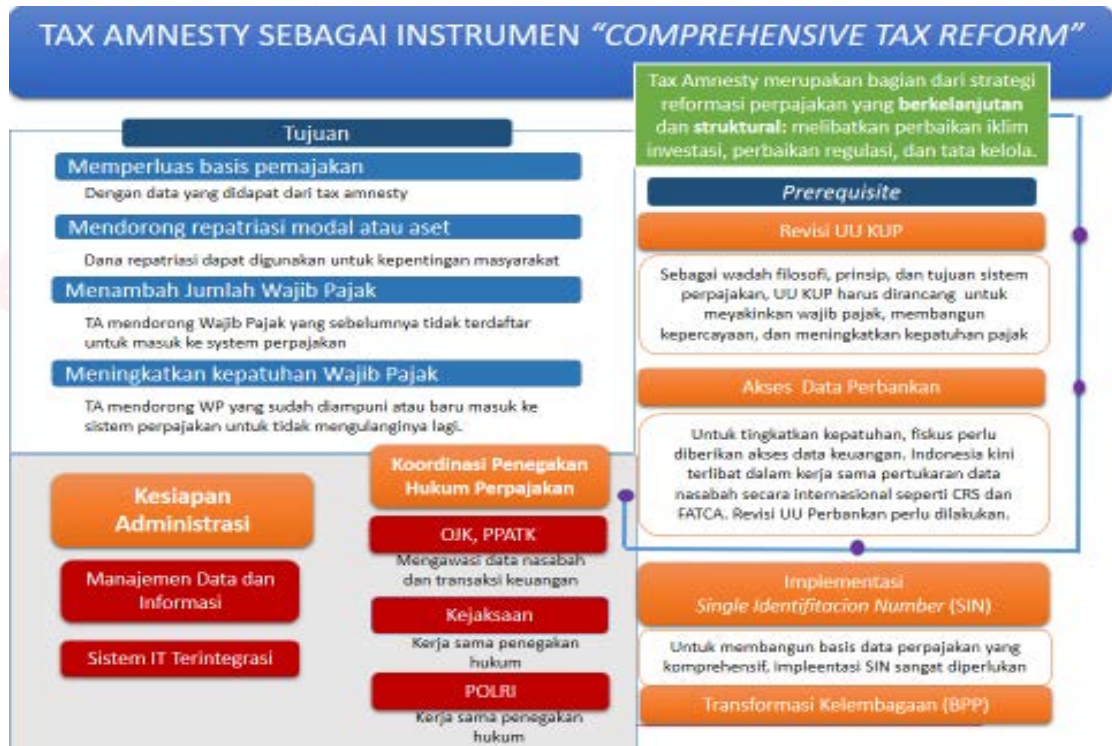 TAX AMNESTY SEBAGAI INSTRUMEN “COMPREHENSIVE TAX REFORM”
Tax Amnesty merupakan bagian dari strategi
reformasi perpajakan yang berkelanjutan
dan struktural: melibatkan perbaikan iklim
investasi, perbaikan regulasi, dan tata kelola.
Tujuan
Memperluas basis pemajakan
Dengan data yang didapat dari tax amnesty
Mendorong repatriasi modal atau aset
Dana repatriasi dapat digunakan untuk kepentingan masyarakat
Menambah Jumlah Wajib Pajak
TA mendorong Wajib Pajak yang sebelumnya tidak terdaftar
untuk masuk ke system perpajakan
Meningkatkan kepatuhan Wajib Pajak
TA mendorong WP yang sudah diampuni atau baru masuk ke
sistem perpajakan untuk tidak mengulanginya lagi.
Kesiapan
Administrasi
Manajemen Data dan
Informasi
Sistem IT Terintegrasi
Koordinasi Penegakan
Hukum Perpajakan
OJK, PPATK
Mengawasi data nasabah
dan transaksi keuangan
Kejaksaan
Kerja sama penegakan
hukum
POLRI
Kerja sama penegakan
hukum
Prerequisite
Revisi UU KUP
Sebagai wadah filosofi, prinsip, dan tujuan sistem
perpajakan, UU KUP harus dirancang untuk
meyakinkan wajib pajak, membangun
kepercayaan, dan meningkatkan kepatuhan pajak
Akses Data Perbankan
Untuk tingkatkan kepatuhan, fiskus perlu
diberikan akses data keuangan. Indonesia kini
terlibat dalam kerja sama pertukaran data
nasabah secara internasional seperti CRS dan
FATCA. Revisi UU Perbankan perlu dilakukan.
Implementasi
Single Identifitacion Number (SIN)
Untuk membangun basis data perpajakan yang
komprehensif, impleentasi SIN sangat diperlukan
Transformasi Kelembagaan (BPP)